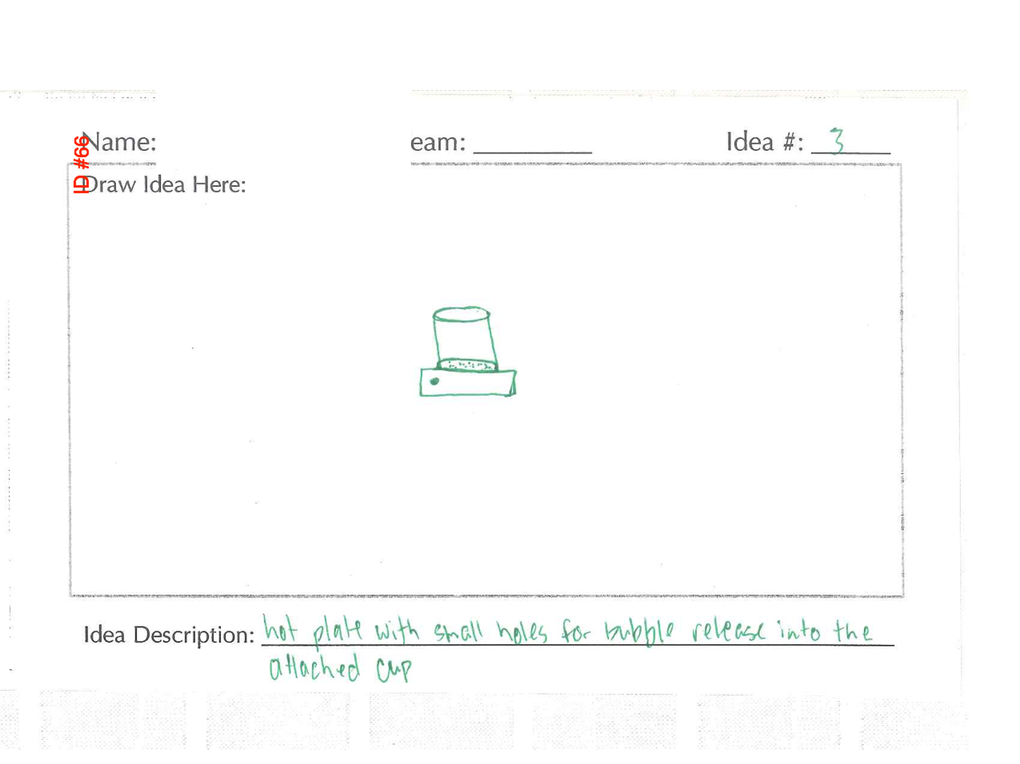 Name: eam: Idea #: 3
ID #66
Draw Idea Here:
Idea Description: hot plate with small holes for bubble release into the
attached cup